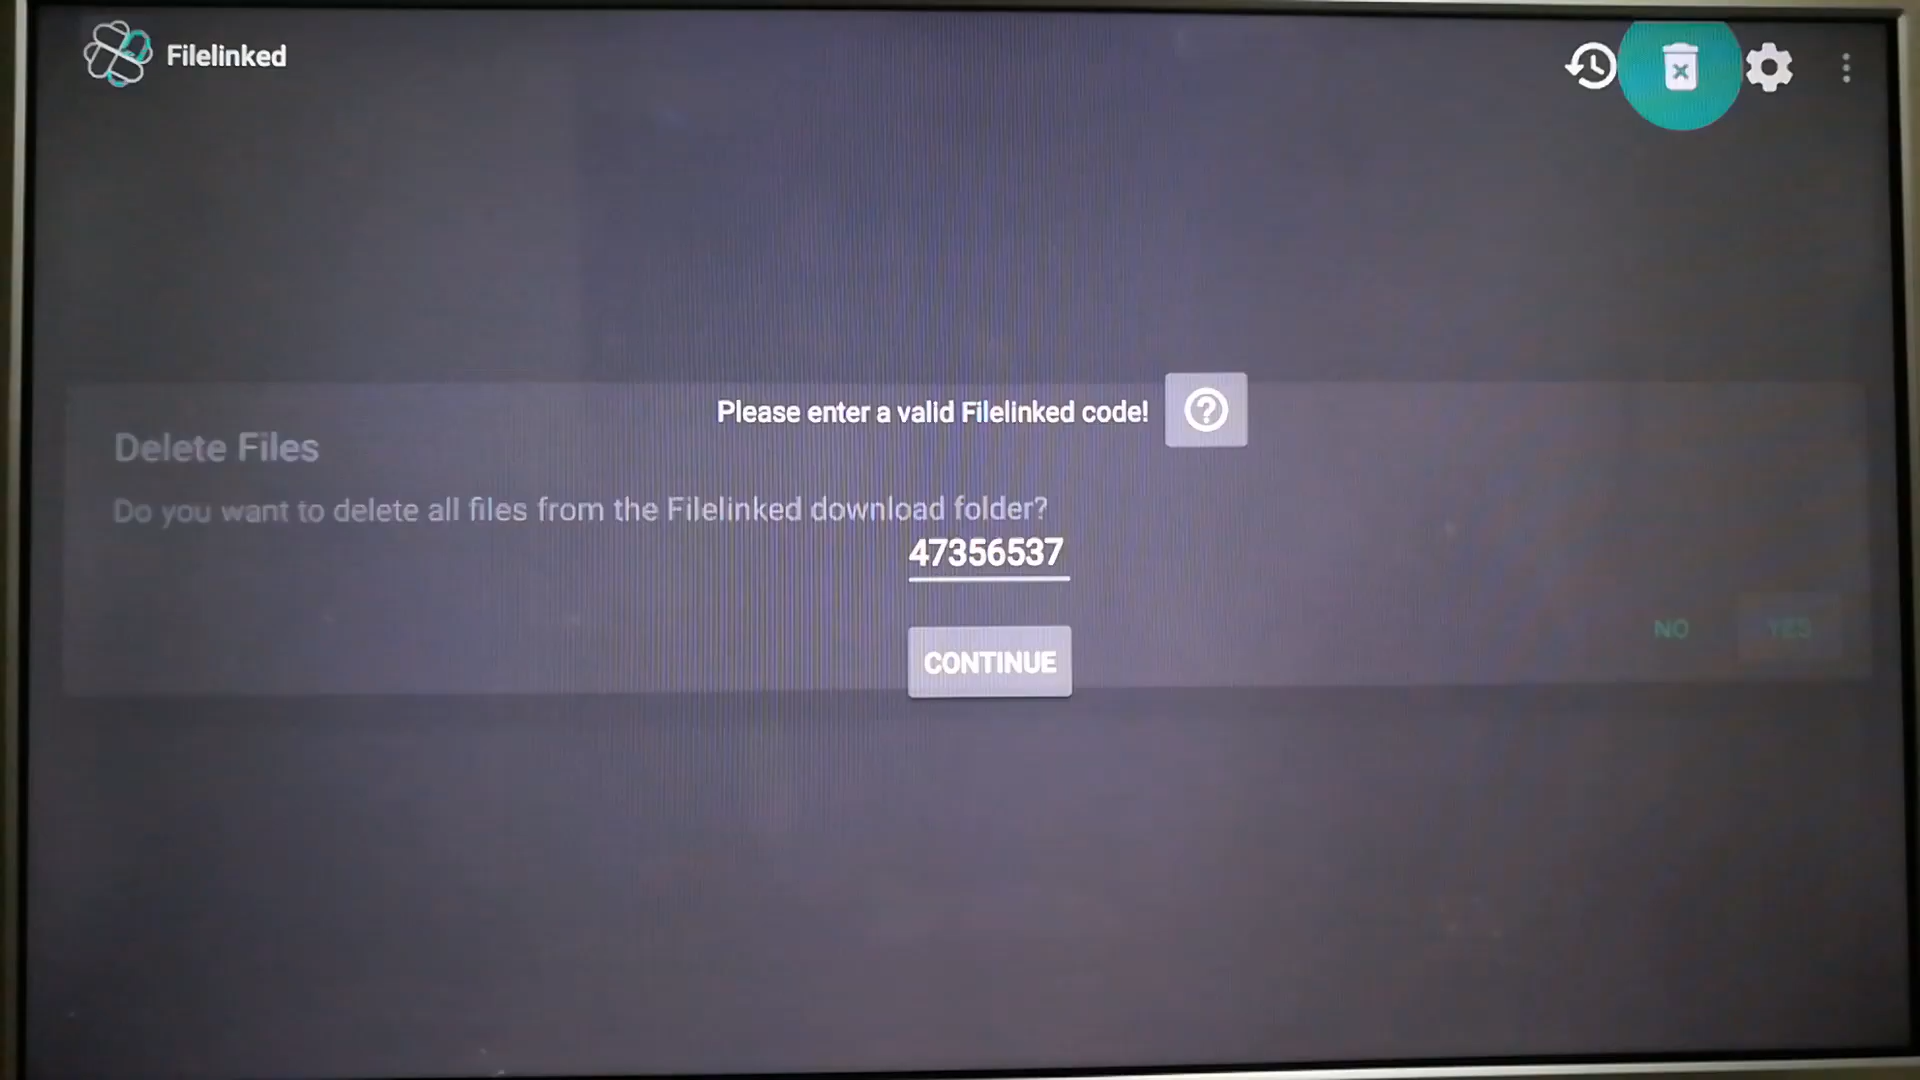 Filelinked
Please enter a valid Filelinked code!
Delete Files
Do you want to delete all files from the Filelinked download folder?
47356537
NO
YES
CONTINUE